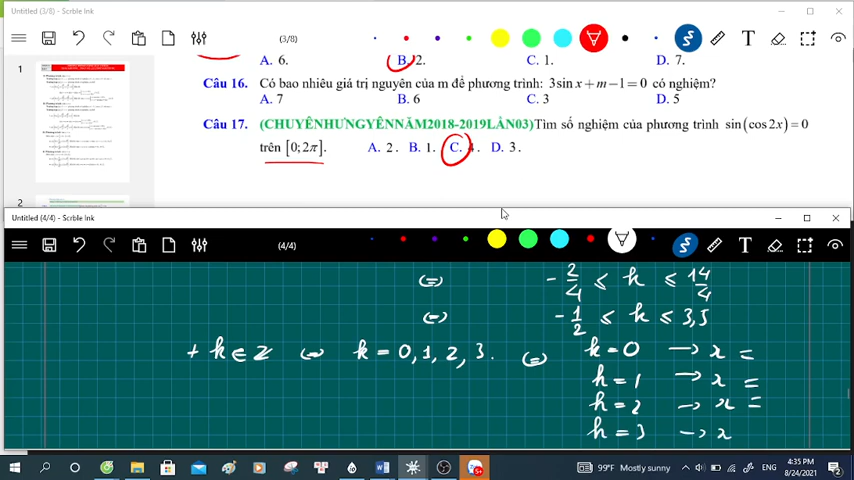 Untitled (3/8) - Scrble Ink
(3/8)
A. 6. B. 2. C. 1. D. 7.
Câu 16. Có bao nhiêu giá trị nguyên của m để phương trình: 3sin x + m − 1 = 0 có nghiệm?
A. 7 B. 6 C. 3 D. 5
Câu 17. (CHUYÊNHƯNGYÊNNĂM2018-2019LẦN03)Tìm số nghiệm của phương trình sin(cos 2x) = 0
trên [0;2π]. A. 2. B. 1. C. 4. D. 3.
1
2
Untitled (4/4) - Scrble Ink
(4/4)
(=) -2/4 ≤ k ≤ 14/4
(=) -1/2 ≤ k ≤ 3,5
+ k ∈ Z (=) k = 0, 1, 2, 3. (=) k = 0 → x =
k = 1 → x =
k = 2 → x =
k = 3 → x
99°F Mostly sunny ENG 4:35 PM
8/24/2021